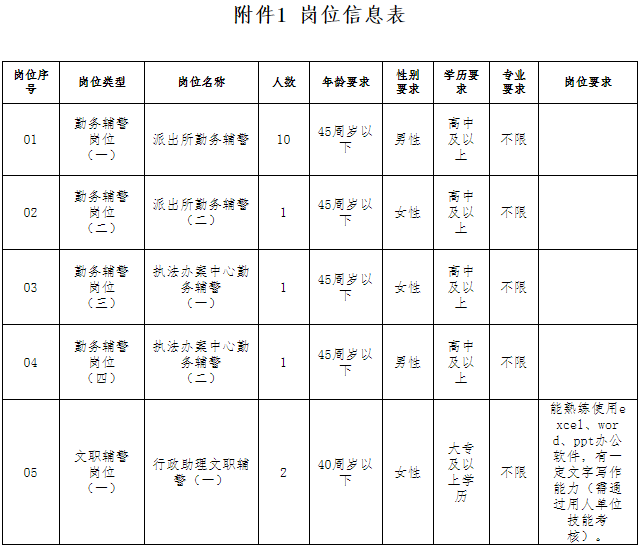 附件1 岗位信息表
岗位序
号
岗位类型
岗位名称
人数
年龄要求
性别
要求
学历要
求
专业
要求
岗位要求
01
勤务辅警
岗位
（一）
派出所勤务辅警
10
45周岁以
下
男性
高中
及以
上
不限
02
勤务辅警
岗位
（二）
派出所勤务辅警
（二）
1
45周岁以
下
女性
高中
及以
上
不限
03
勤务辅警
岗位
（三）
执法办案中心勤
务辅警
（一）
1
45周岁以
下
女性
高中
及以
上
不限
04
勤务辅警
岗位
（四）
执法办案中心勤
务辅警
（二）
1
45周岁以
下
男性
高中
及以
上
不限
05
文职辅警
岗位
（一）
行政助理文职辅
警（一）
2
40周岁以
下
女性
大专
及以
上学
历
不限
能熟练使用e
xcel、wor
d、ppt办公
软件，有一
定文字写作
能力（需通
过用人单位
技能考
核）。